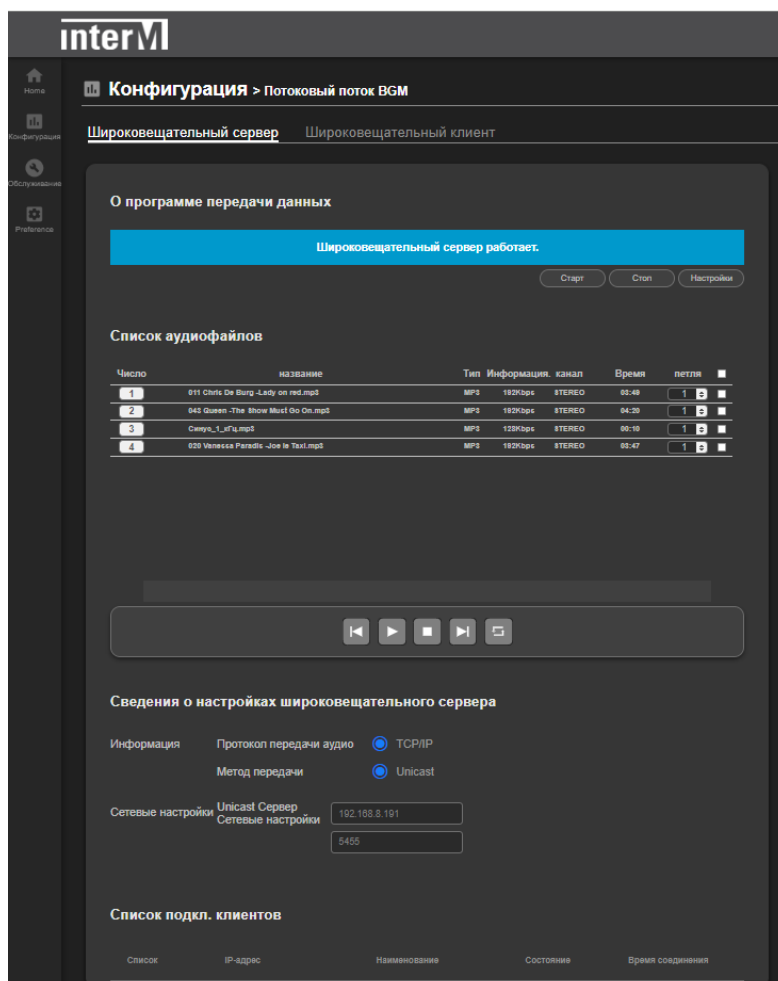 interM
Home
Конфигурация > Потоковый поток BGM
Конфигурация
Широковещательный сервер Широковещательный клиент
Обслуживание
Preference
О программе передачи данных
Широковещательный сервер работает.
Старт Стоп Настройки
Список аудиофайлов
Число название Тип Информация. канал Время петля
1 011 Chris De Burg -Lady on red.mp3 MP3 192Kbps STEREO 03:49 1
2 043 Queen -The Show Must Go On.mp3 MP3 192Kbps STEREO 04:20 1
3 MP3 128Kbps STEREO 00:10 1
4 020 Vanessa Paradis -Joe le Taxi.mp3 MP3 192Kbps STEREO 03:47 1
Сведения о настройках широковещательного сервера
Информация Протокол передачи аудио TCP/IP
Метод передачи Unicast
Сетевые настройки Unicast Сервер
Сетевые настройки 192.168.8.191
5455
Список подкл. клиентов
Список IP-адрес Наименование Состояние Время соединения